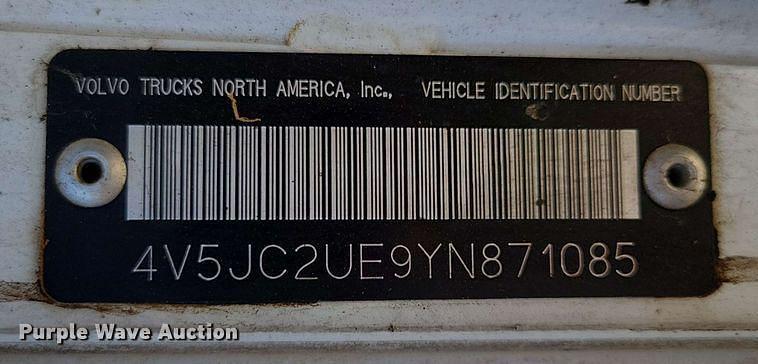 VOLVO TRUCKS NORTH AMERICA, Inc., VEHICLE IDENTIFICATION NUMBER
4V5JC2UE9YN871085
Purple Wave Auction